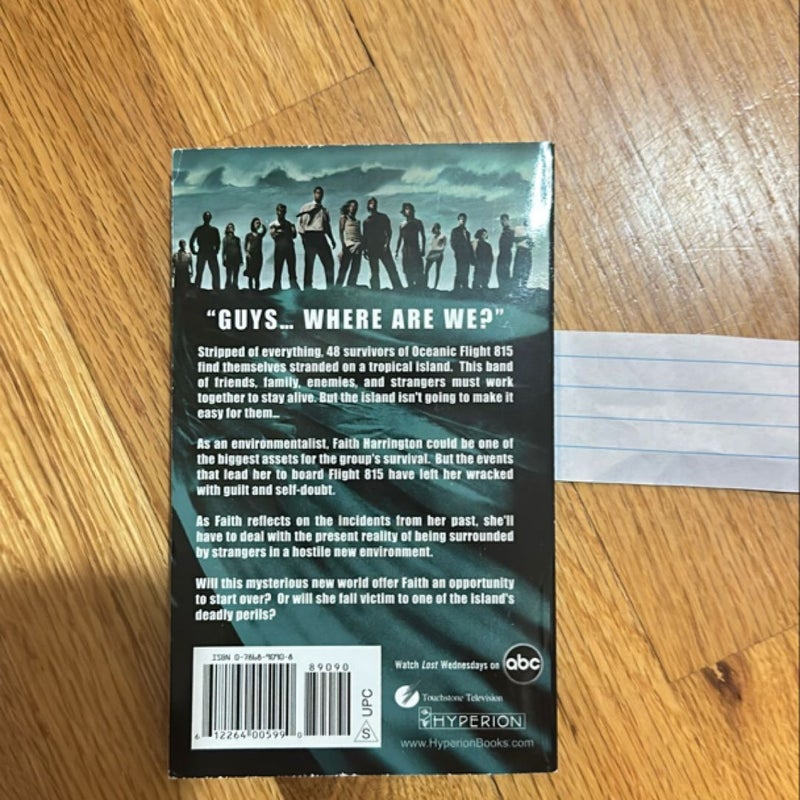 "GUYS... WHERE ARE WE?"
Stripped of everything, 48 survivors of Oceanic Flight 815
find themselves stranded on a tropical island. This band
of friends, family, enemies, and strangers must work
together to stay alive. But the island isn't going to make it
easy for them...
As an environmentalist, Faith Harrington could be one of
the biggest assets for the group's survival. But the events
that lead her to board Flight 815 have left her wracked
with guilt and self-doubt.
As Faith reflects on the incidents from her past, she'll
have to deal with the present reality of being surrounded
by strangers in a hostile new environment.
Will this mysterious new world offer Faith an opportunity
to start over? Or will she fall victim to one of the island's
deadly perils?
ISBN 0-7868-9090-8
89090
6 12264 00599 0
S UPC
Watch Lost Wednesdays on abc
Touchstone Television
HYPERION
www.HyperionBooks.com